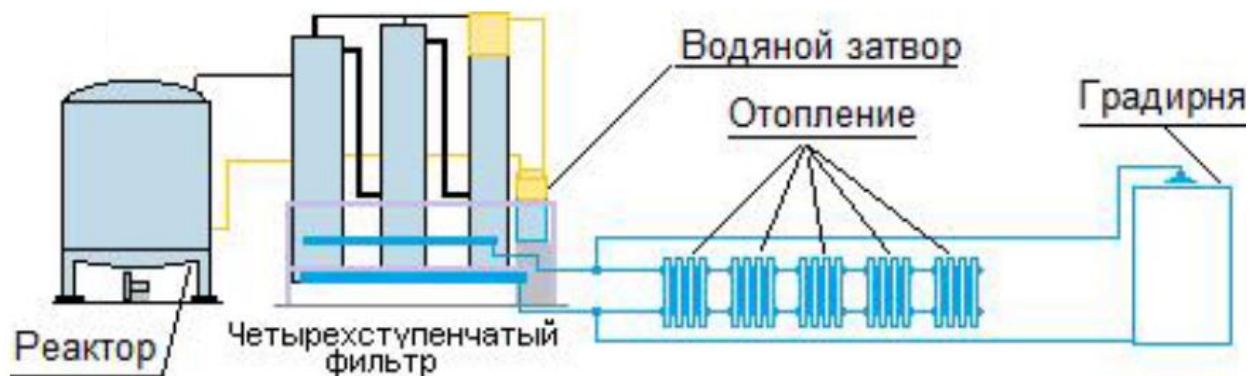 Водяной затвор
Отопление
Градирня
Реактор
Четырехступенчатый
фильтр